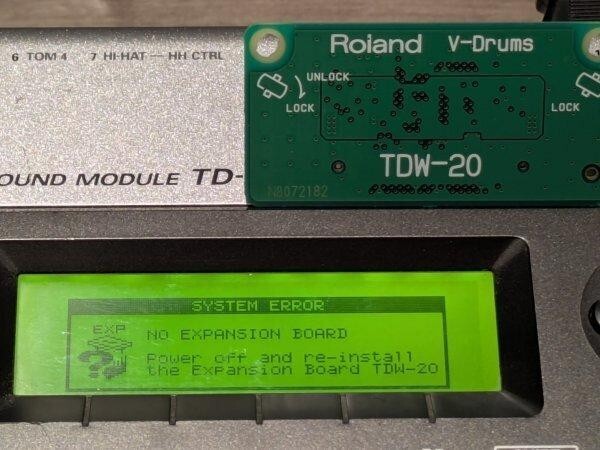 6 TOM 4 7 HI-HAT — HH CTRL
OUND MODULE TD-
Roland V-Drums
UNLOCK
LOCK
LOCK
TDW-20
N8072182
SYSTEM ERROR
EXP
NO EXPANSION BOARD
Power off and re-install
the Expansion Board TDW-20